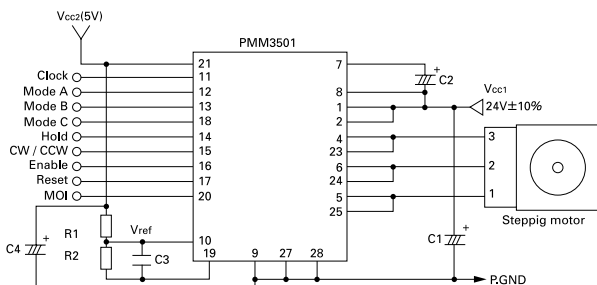 Vcc2(5V)
PMM3501
21
7
Clock 11
Mode A 12
Mode B 13
Mode C 18
Hold 14
CW / CCW 15
Enable 16
Reset 17
MOI 20
8
1
2
4
23
6
24
5
25
+
C2
Vcc1
24V±10%
3
2
1
Steppig motor
R1
R2
C4
+
Vref
C3
10
19
9
27
28
C1
+
P.GND